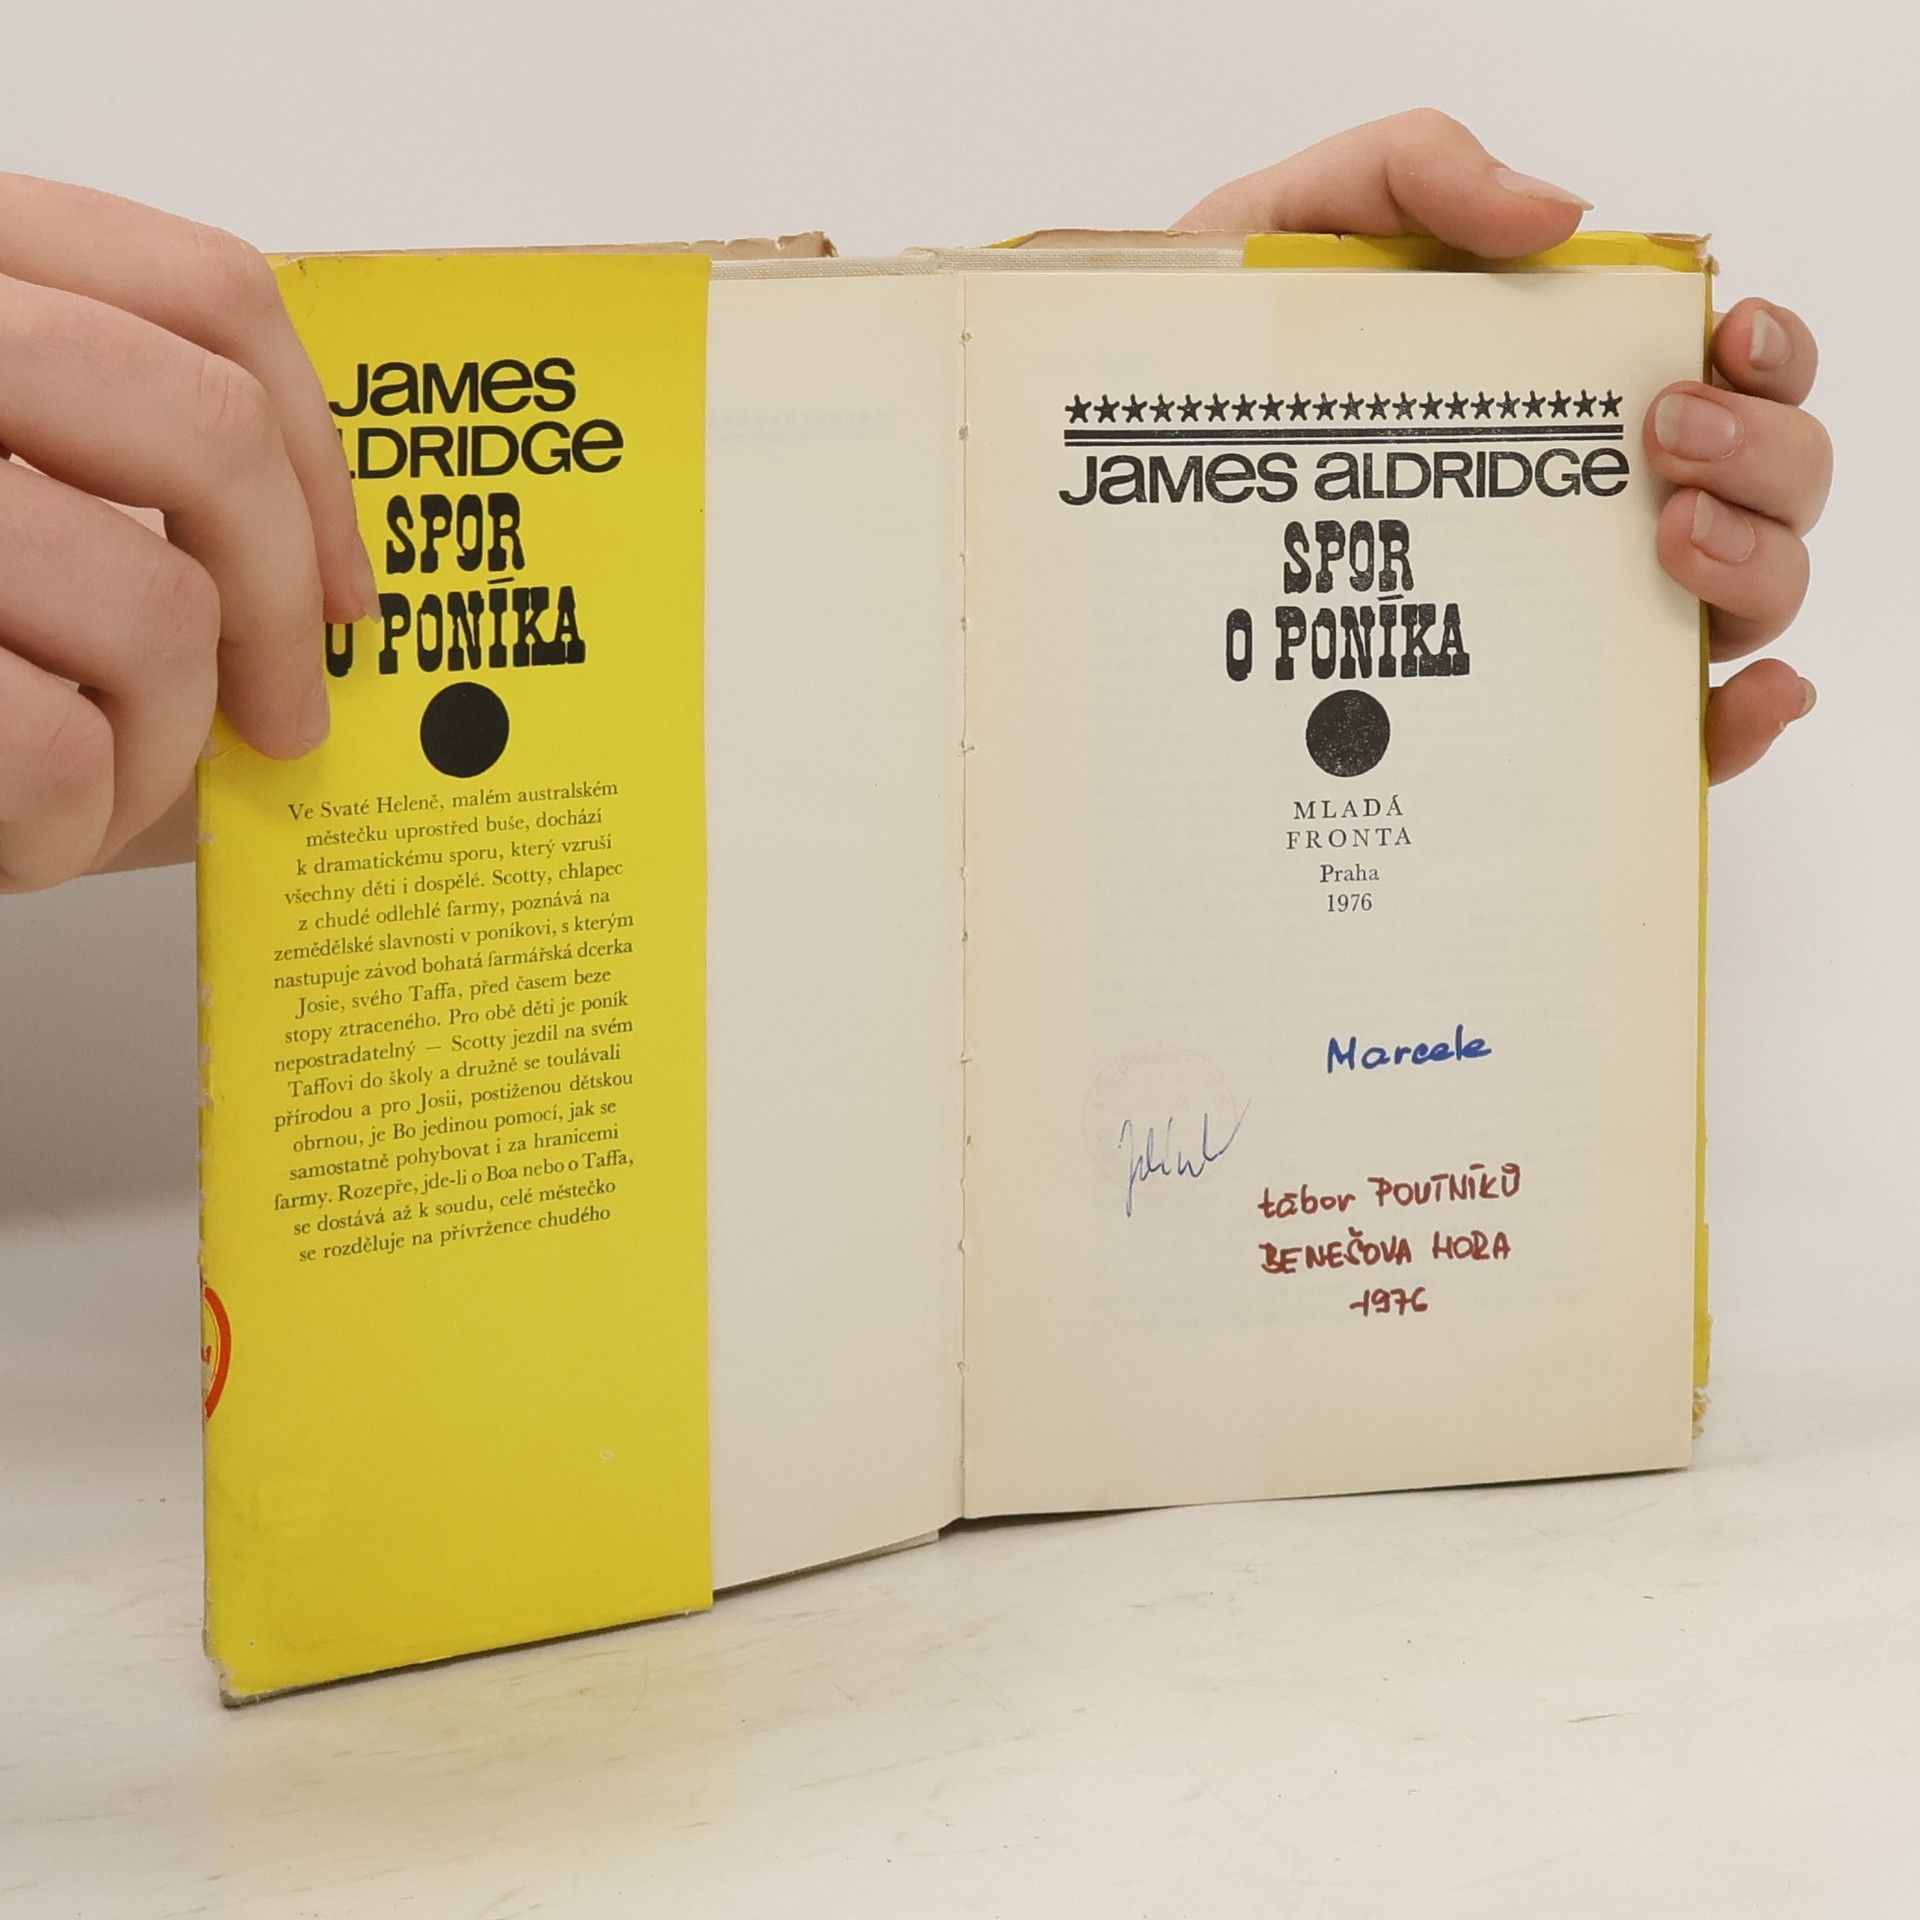 JAMES
LDRIDGE
SPOR
O PONÍKA
Ve Svaté Heleně, malém australském
městečku uprostřed buše, dochází
k dramatickému sporu, který vzruší
všechny děti i dospělé. Scotty, chlapec
z chudé odlehlé farmy, poznává na
zemědělské slavnosti v poníkovi, s kterým
nastupuje závod bohatá farmářská dcerka
Josie, svého Taffa, před časem beze
stopy ztraceného. Pro obě děti je poník
nepostradatelný — Scotty jezdil na svém
Taffovi do školy a družně se toulávali
přírodou a pro Josii, postiženou dětskou
obrnou, je Bo jedinou pomocí, jak se
samostatně pohybovat i za hranicemi
farmy. Rozepře, jde-li o Boa nebo o Taffa,
se dostává až k soudu, celé městečko
se rozděluje na přívržence chudého
JAMES ALDRIDGE
SPOR
O PONÍKA
MLADÁ
FRONTA
Praha
1976
Marcele
tábor POUTNÍKŮ
BENEŠOVA HORA
1976